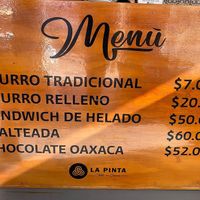 Menú
URRO TRADICIONAL $7.0
URRO RELLENO $20.
NDWICH DE HELADO $50.0
ALTEADA $60.0
HOCOLATE OAXACA $52.0
LA PINTA